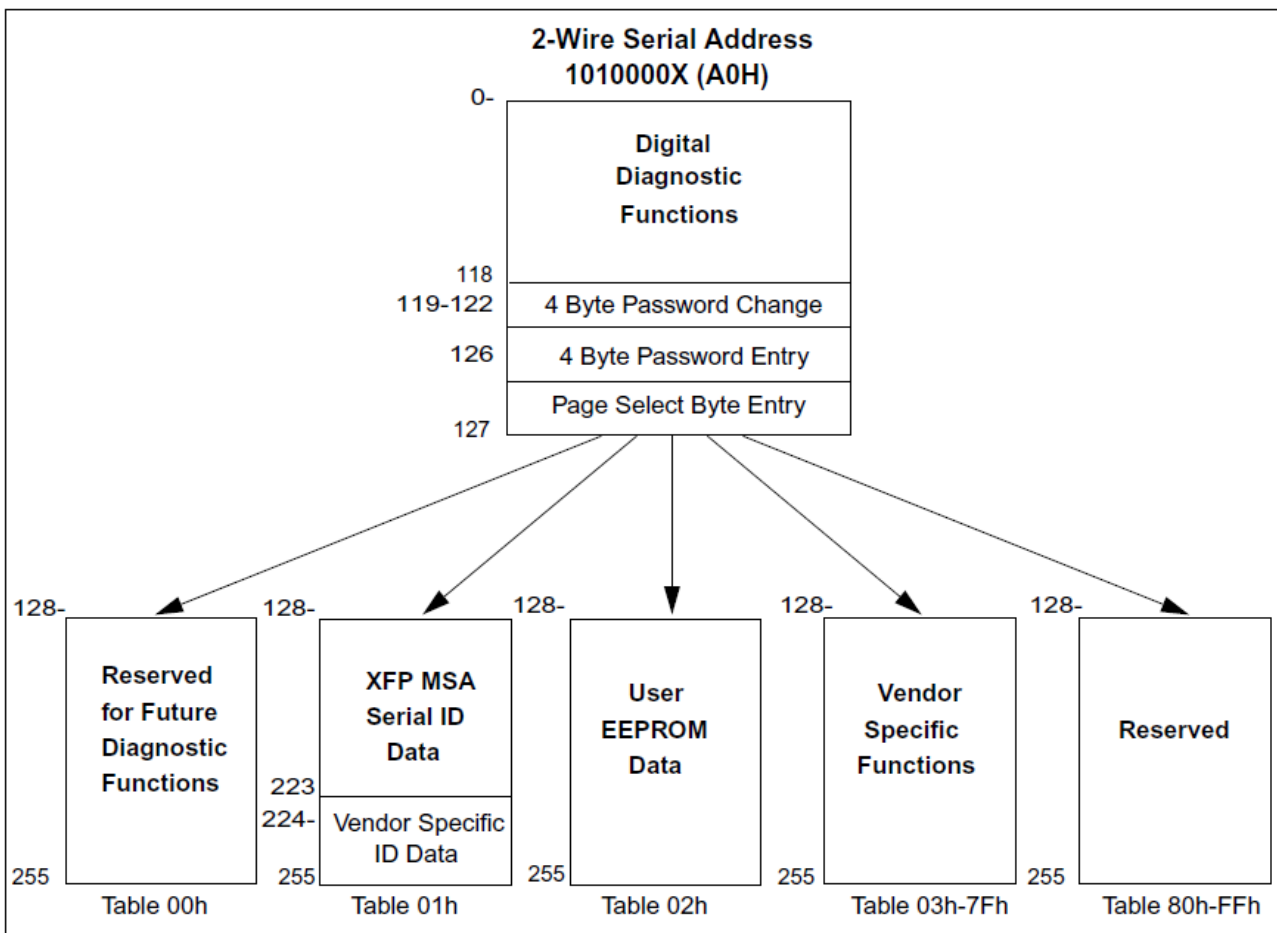 2-Wire Serial Address
1010000X (A0H)
0-
Digital
Diagnostic
Functions
118
119-122
4 Byte Password Change
126
4 Byte Password Entry
Page Select Byte Entry
127
128-
Reserved
for Future
Diagnostic
Functions
255
Table 00h
128-
XFP MSA
Serial ID
Data
223
224-
Vendor Specific
ID Data
255
Table 01h
128-
User
EEPROM
Data
255
Table 02h
128-
Vendor
Specific
Functions
255
Table 03h-7Fh
128-
Reserved
255
Table 80h-FFh